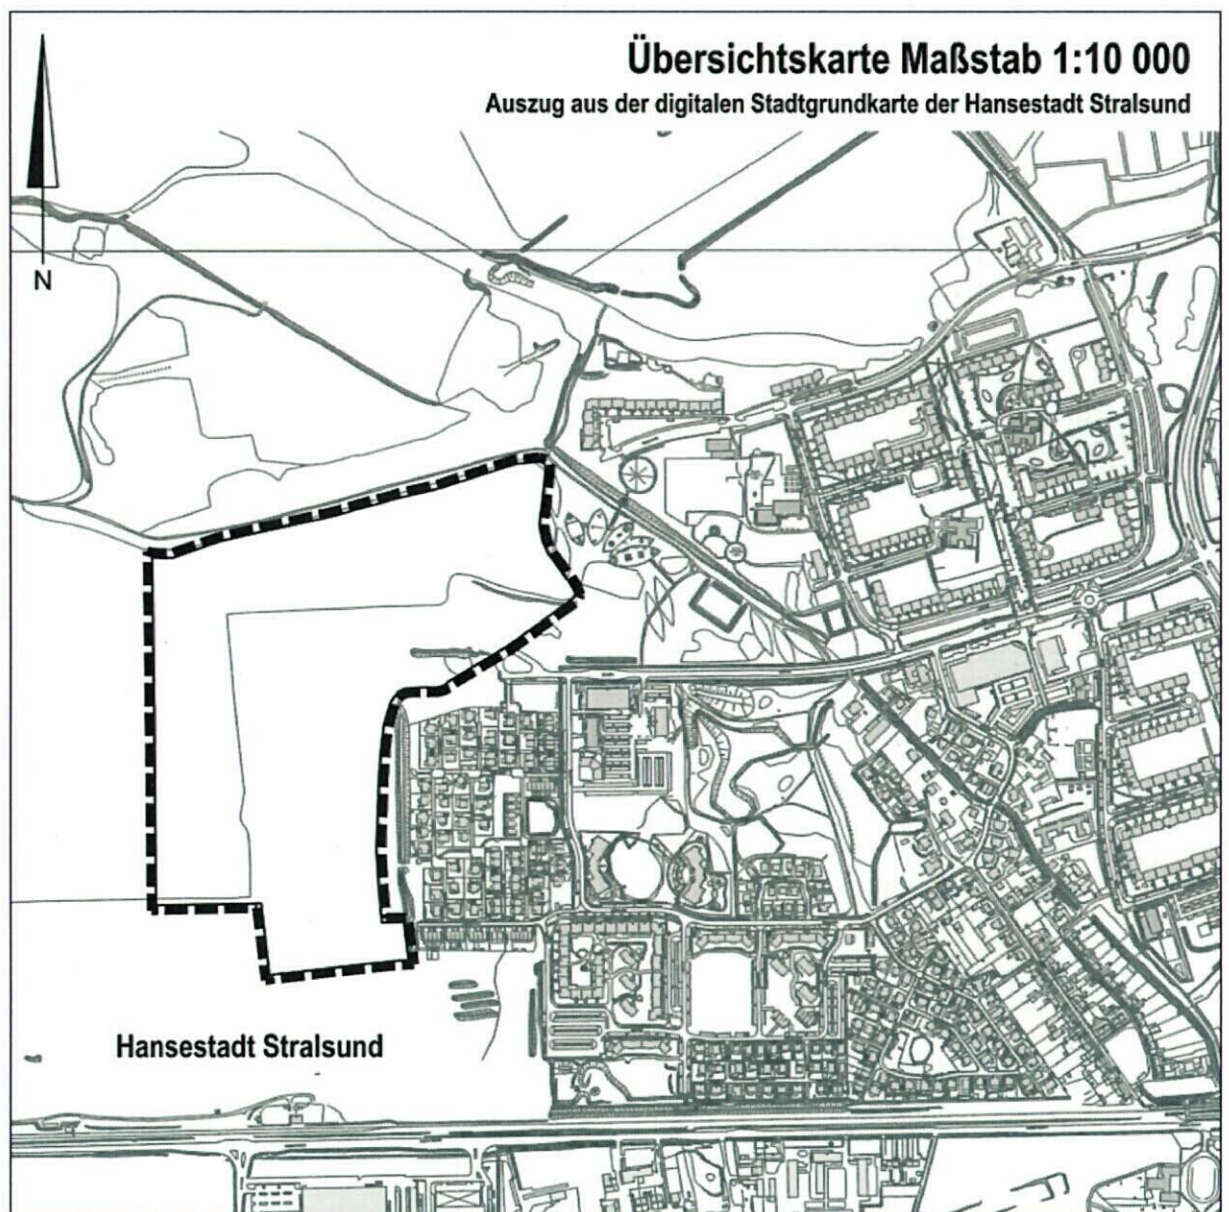 Übersichtskarte Maßstab 1:10 000
Auszug aus der digitalen Stadtgrundkarte der Hansestadt Stralsund
N
Hansestadt Stralsund